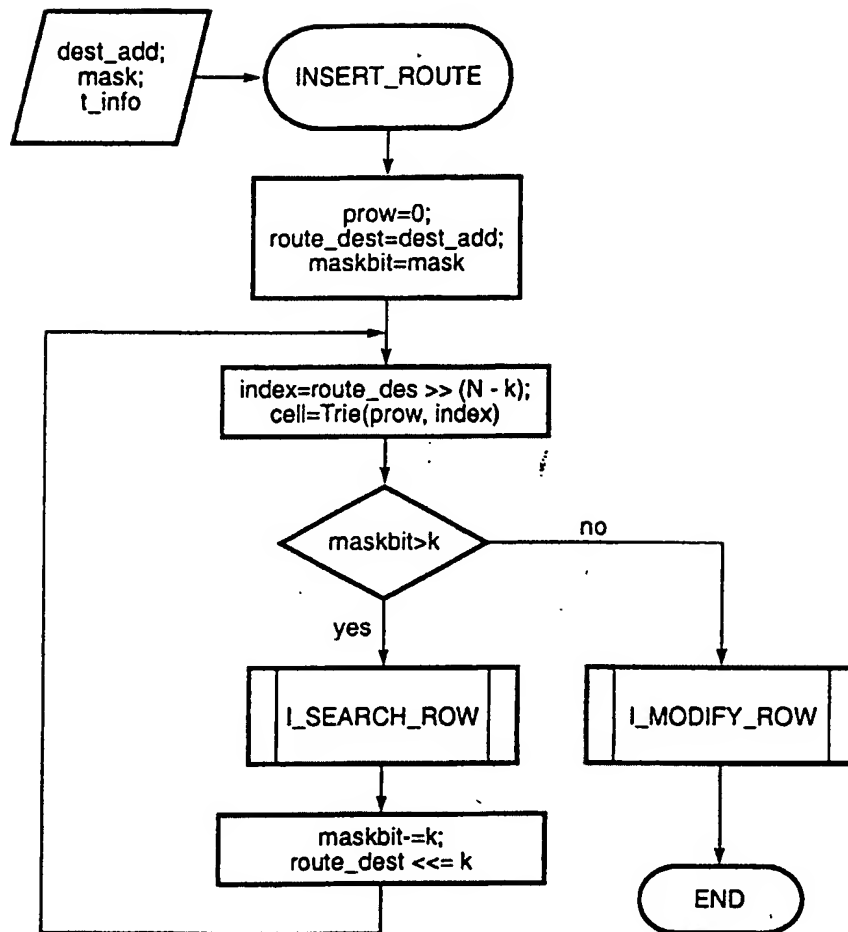 dest_add;
mask;
t_info
INSERT_ROUTE
prow=0;
route_dest=dest_add;
maskbit=mask
index=route_des >> (N - k);
cell=Trie(prow, index)
maskbit>k
no
yes
I_SEARCH_ROW
I_MODIFY_ROW
maskbit-=k;
route_dest <<= k
END